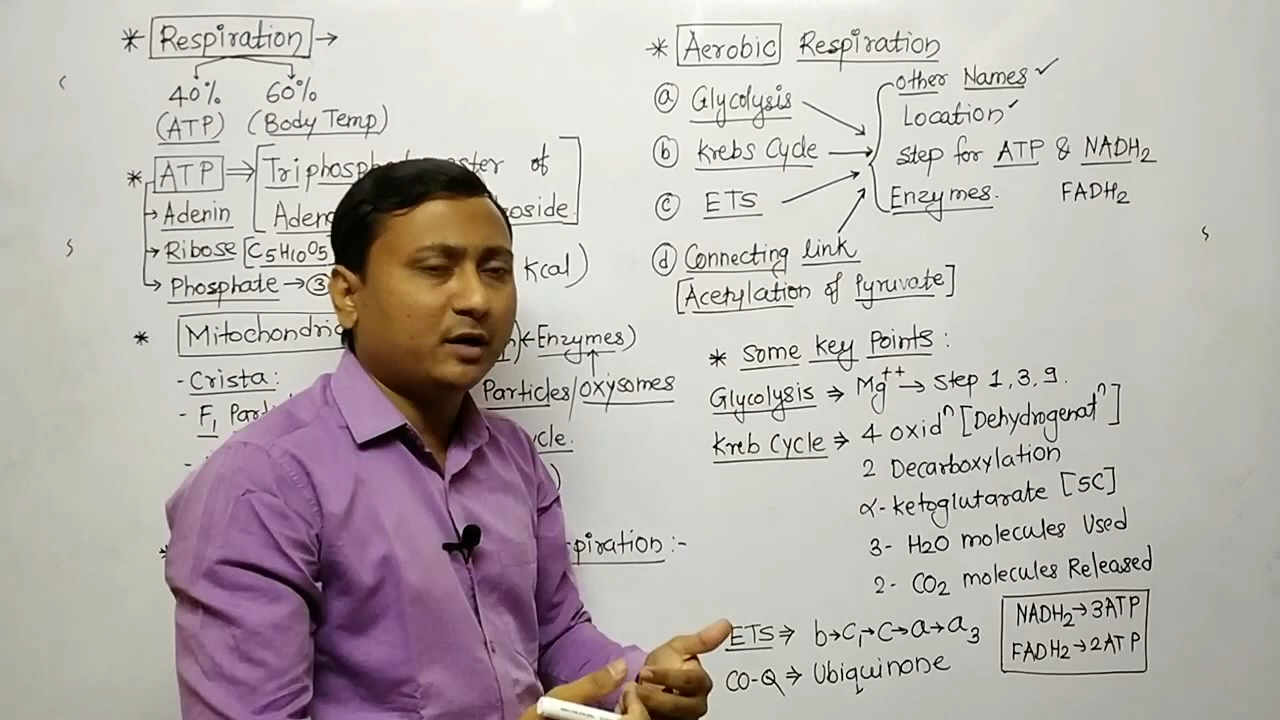 * Respiration →
40% 60%
(ATP) (Body Temp)
* ATP ⇒ Triphosph ester of
→ Adenin Aden oside.
→ Ribose [C5H10O5
→ Phosphate → ③ Kcal)
* Mitochondri ← Enzymes)
- Crista: Particles/oxysomes
- F1 Parti ycle.
piration :-
* Aerobic Respiration
ⓐ Glycolysis
ⓑ Krebs Cycle
ⓒ ETS
ⓓ Connecting link
[Acetylation of Pyruvate]
Other Names ✓
Location ✓
Step for ATP & NADH2
Enzymes. FADH2
* Some key Points :
Glycolysis ⇒ Mg++ → Step 1, 3, 9.
Kreb Cycle ⇒ 4 oxidn [Dehydrogenatn]
2 Decarboxylation
α-ketoglutarate [5C]
3- H2O molecules Used
2- CO2 molecules Released
ETS ⇒ b→C1→C→a→a3
CO-Q ⇒ Ubiquinone
NADH2→3ATP
FADH2→2ATP